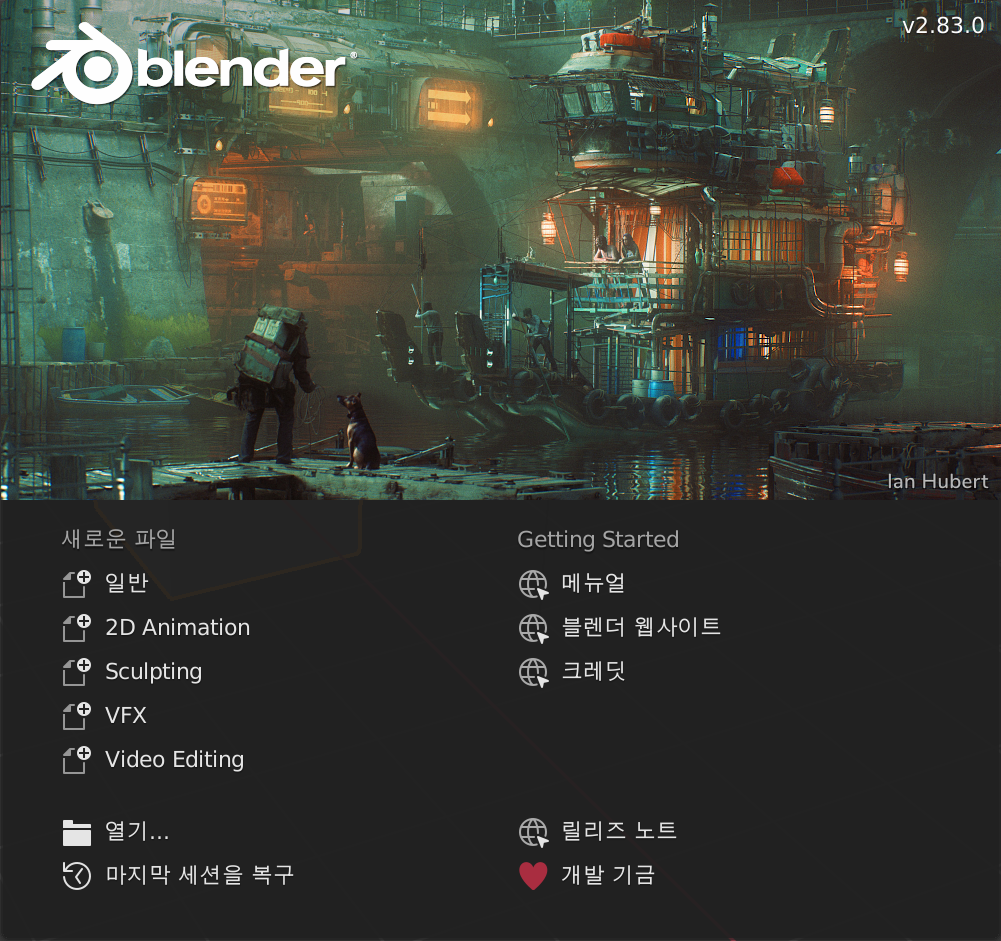 blender
v2.83.0
Ian Hubert
새로운 파일
일반
2D Animation
Sculpting
VFX
Video Editing
열기...
마지막 세션을 복구
Getting Started
메뉴얼
블렌더 웹사이트
크레딧
릴리즈 노트
개발 기금